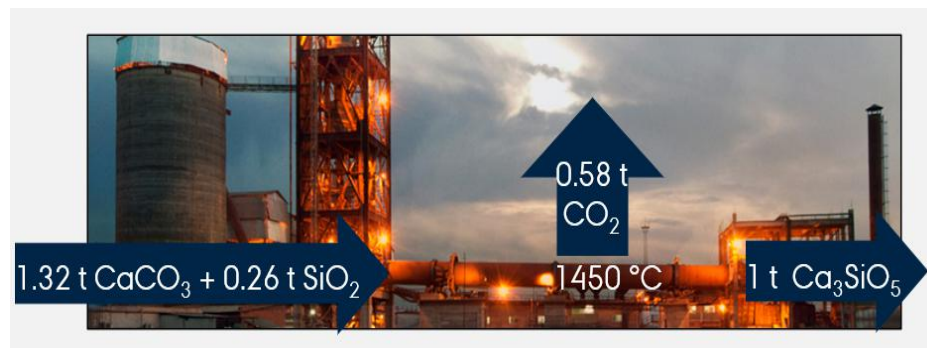 0.58 t
CO₂
1.32 t CaCO₃ + 0.26 t SiO₂
1450 °C
1 t Ca₃SiO₅